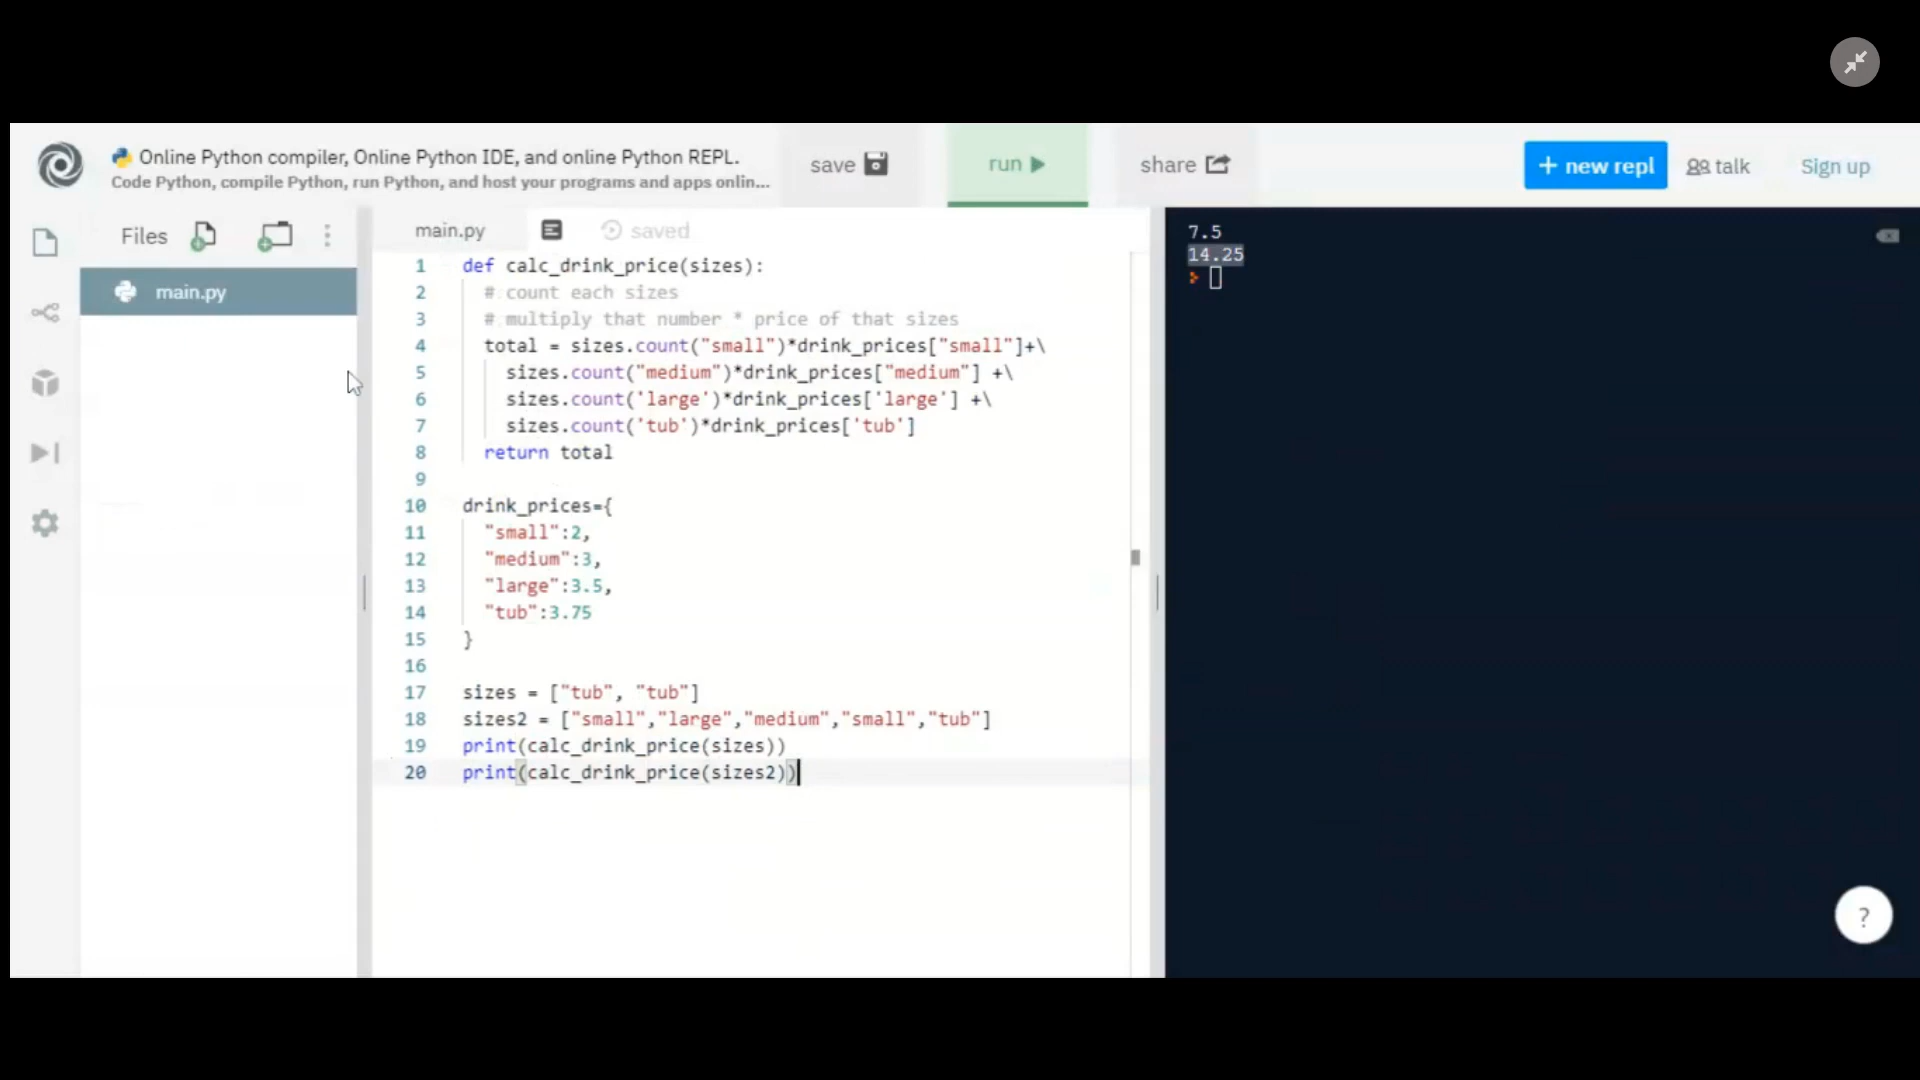 Online Python compiler, Online Python IDE, and online Python REPL.
Code Python, compile Python, run Python, and host your programs and apps onlin...
save
run
share
+ new repl
talk
Sign up
Files
main.py
main.py
saved
1 def calc_drink_price(sizes):
2 # count each sizes
3 # multiply that number * price of that sizes
4 total = sizes.count("small")*drink_prices["small"]+\
5 sizes.count("medium")*drink_prices["medium"] +\
6 sizes.count('large')*drink_prices['large'] +\
7 sizes.count('tub')*drink_prices['tub']
8 return total
9
10 drink_prices={
11 "small":2,
12 "medium":3,
13 "large":3.5,
14 "tub":3.75
15 }
16
17 sizes = ["tub", "tub"]
18 sizes2 = ["small","large","medium","small","tub"]
19 print(calc_drink_price(sizes))
20 print(calc_drink_price(sizes2))
7.5
14.25
>
?